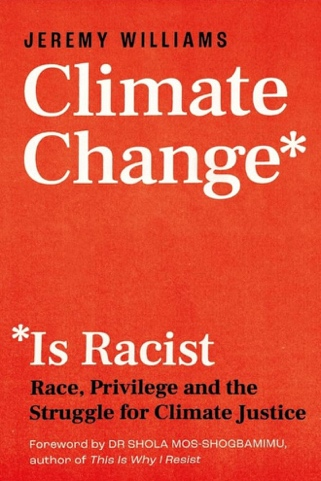 JEREMY WILLIAMS
Climate
Change*
*Is Racist
Race, Privilege and the
Struggle for Climate Justice
Foreword by DR SHOLA MOS-SHOGBAMIMU,
author of This Is Why I Resist